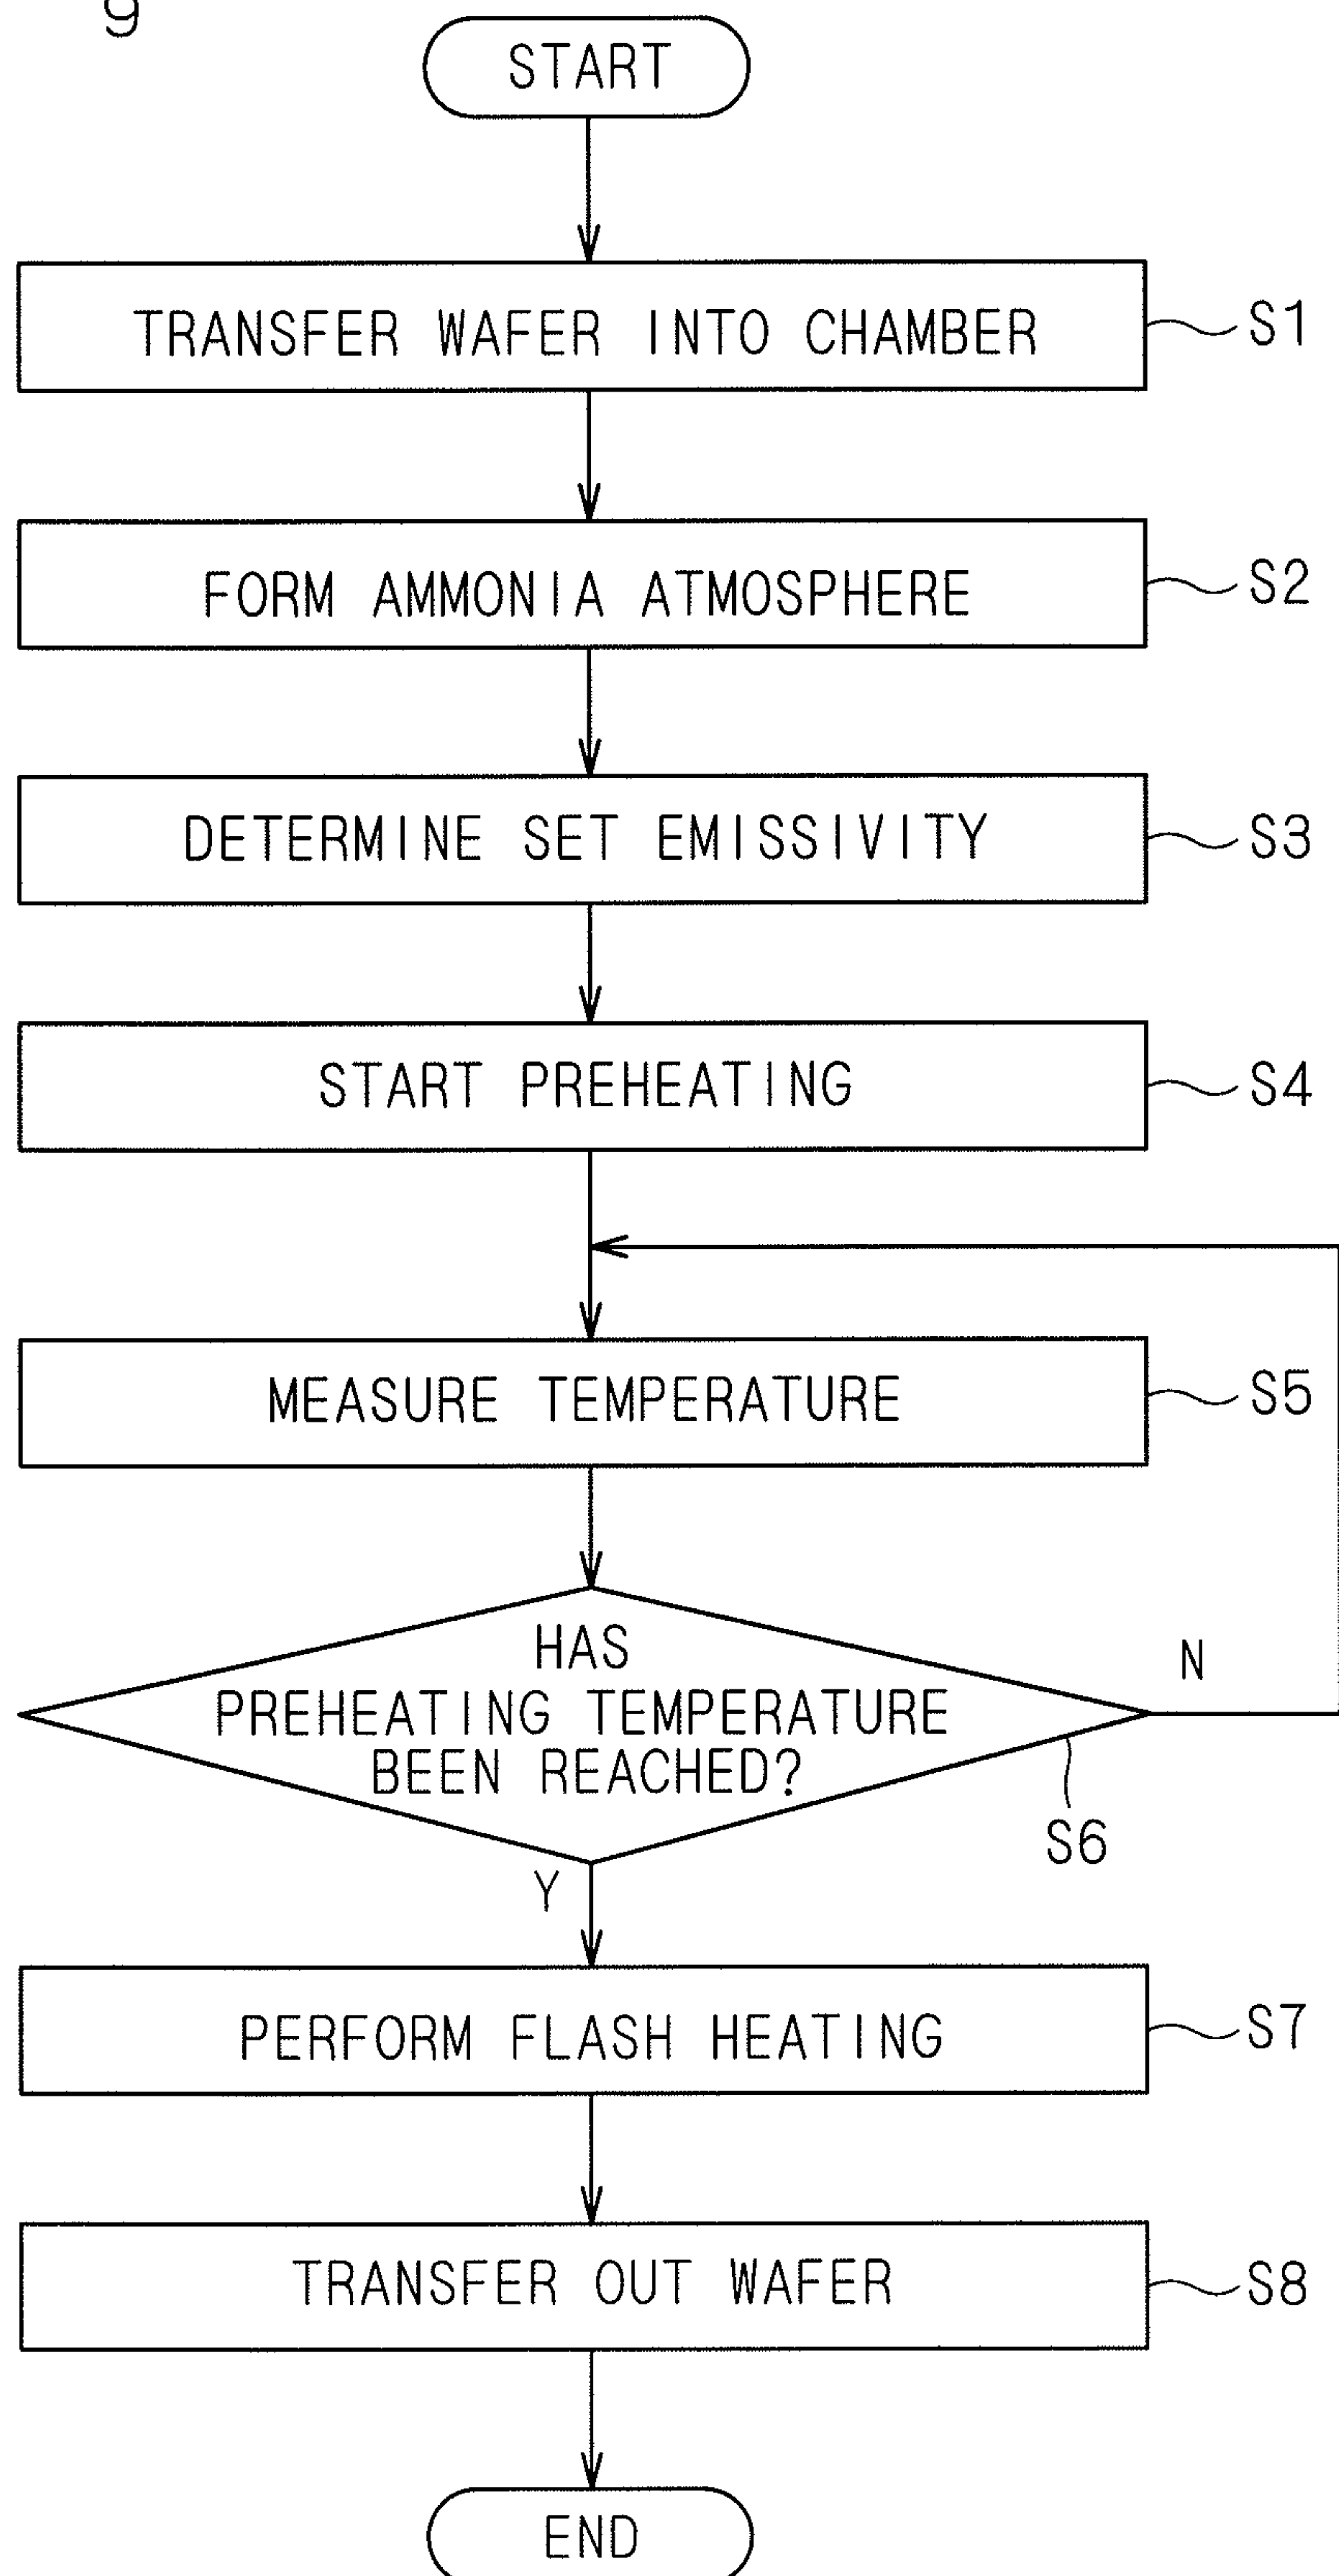 9
START
TRANSFER WAFER INTO CHAMBER
S1
FORM AMMONIA ATMOSPHERE
S2
DETERMINE SET EMISSIVITY
S3
START PREHEATING
S4
MEASURE TEMPERATURE
S5
HAS
PREHEATING TEMPERATURE
BEEN REACHED?
N
S6
Y
PERFORM FLASH HEATING
S7
TRANSFER OUT WAFER
S8
END